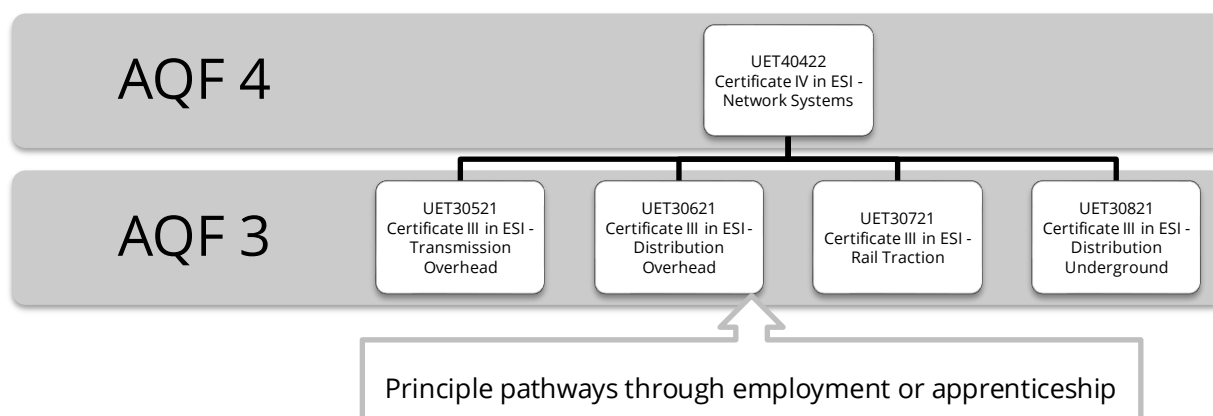 AQF 4
UET40422
Certificate IV in ESI -
Network Systems
AQF 3
UET30521
Certificate III in ESI -
Transmission
Overhead
UET30621
Certificate III in ESI -
Distribution
Overhead
UET30721
Certificate III in ESI -
Rail Traction
UET30821
Certificate III in ESI -
Distribution
Underground
Principle pathways through employment or apprenticeship